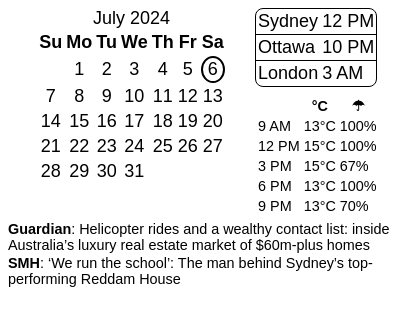 July 2024
Su Mo Tu We Th Fr Sa
1 2 3 4 5 6
7 8 9 10 11 12 13
14 15 16 17 18 19 20
21 22 23 24 25 26 27
28 29 30 31
Sydney 12 PM
Ottawa 10 PM
London 3 AM
°C ☂
9 AM 13°C 100%
12 PM 15°C 100%
3 PM 15°C 67%
6 PM 13°C 100%
9 PM 13°C 70%
Guardian: Helicopter rides and a wealthy contact list: inside
Australia’s luxury real estate market of $60m-plus homes
SMH: ‘We run the school’: The man behind Sydney’s top-
performing Reddam House